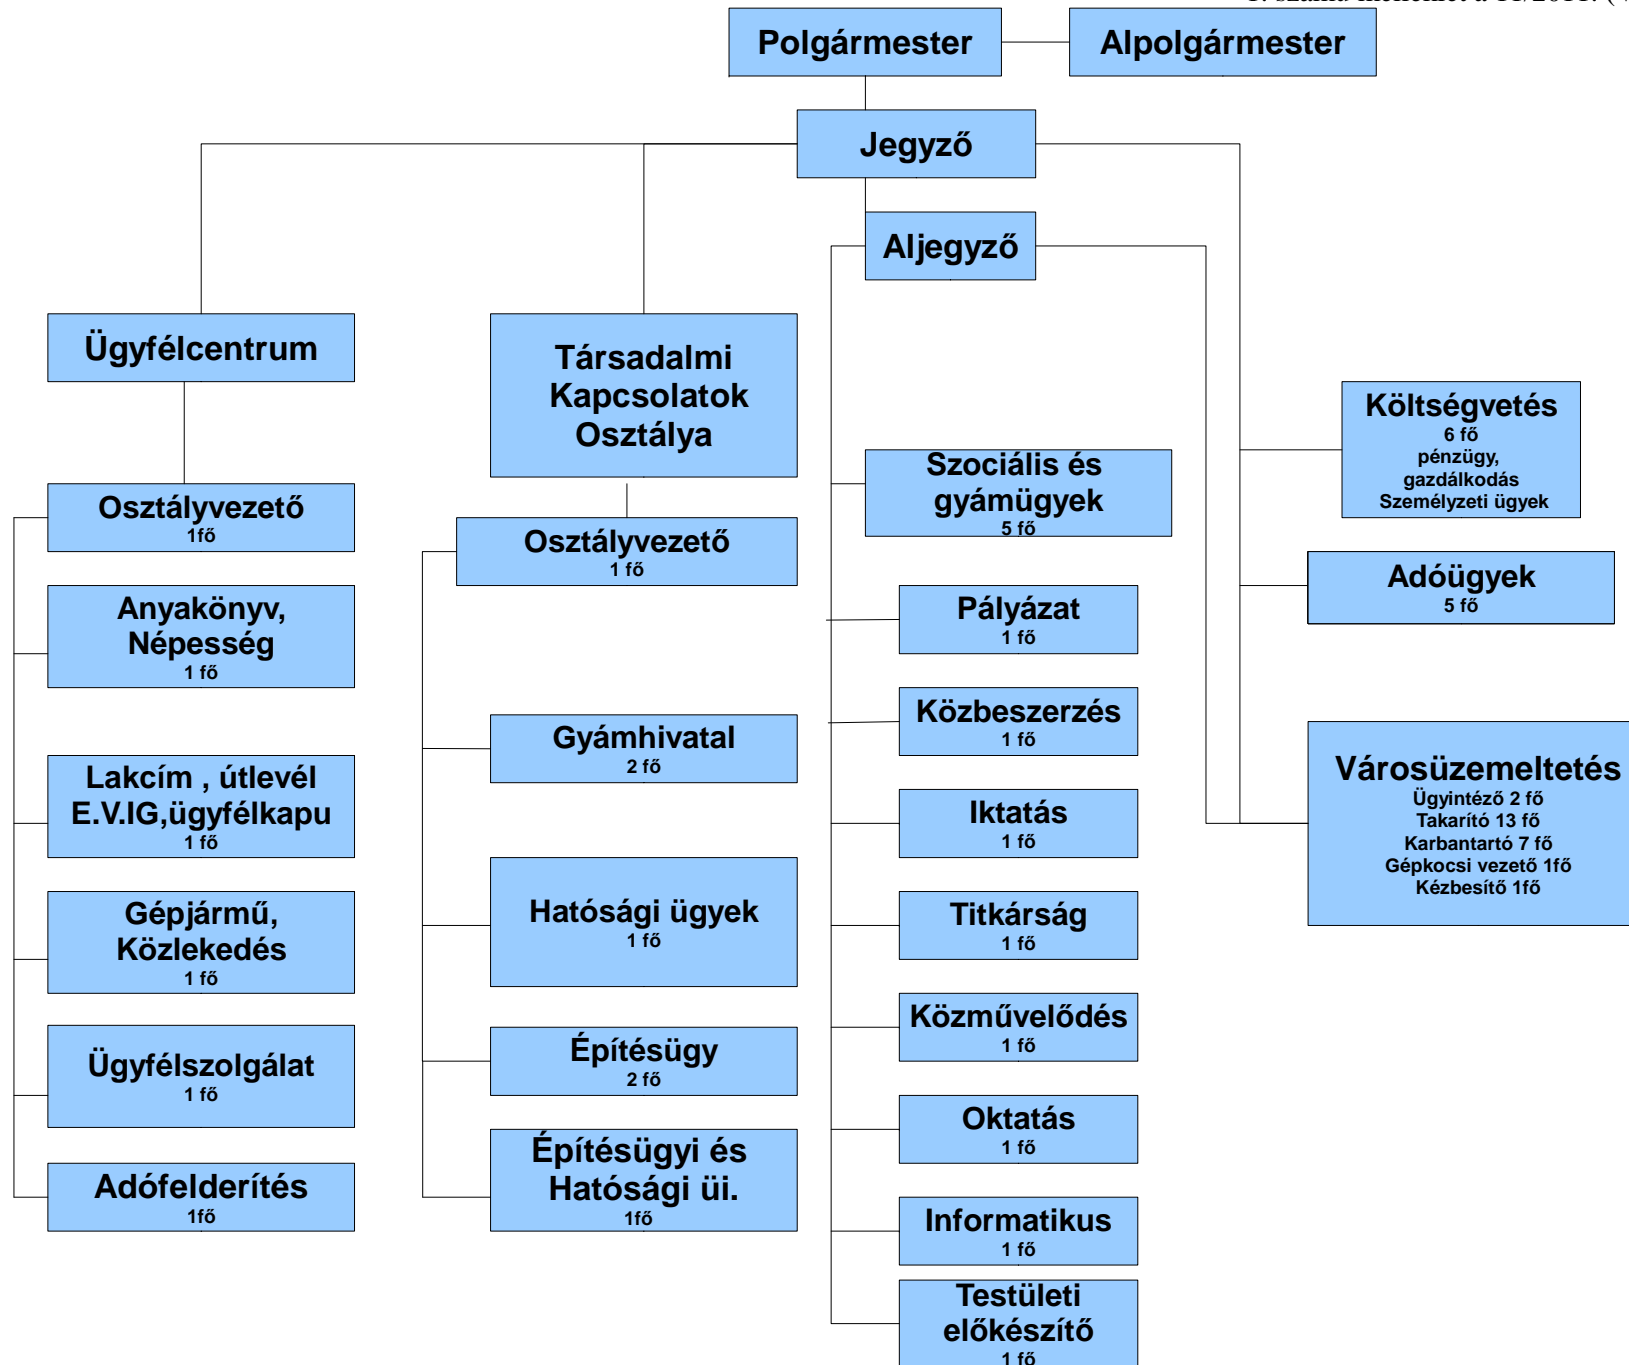 Polgármester
Alpolgármester
Jegyző
Aljegyző
Ügyfélcentrum
Osztályvezető
1fő
Anyakönyv,
Népesség
1 fő
Lakcím , útlevél
E.V.IG,ügyfélkapu
1 fő
Gépjármű,
Közlekedés
1 fő
Ügyfélszolgálat
1 fő
Adófelderítés
1fő
Társadalmi
Kapcsolatok
Osztálya
Osztályvezető
1 fő
Gyámhivatal
2 fő
Hatósági ügyek
1 fő
Építésügy
2 fő
Építésügyi és
Hatósági üi.
1fő
Szociális és
gyámügyek
5 fő
Pályázat
1 fő
Közbeszerzés
1 fő
Iktatás
1 fő
Titkárság
1 fő
Közművelődés
1 fő
Oktatás
1 fő
Informatikus
1 fő
Testületi
előkészítő
1 fő
Költségvetés
6 fő
pénzügy,
gazdálkodás
Személyzeti ügyek
Adóügyek
5 fő
Városüzemeltetés
Ügyintéző 2 fő
Takarító 13 fő
Karbantartó 7 fő
Gépkocsi vezető 1fő
Kézbesítő 1fő